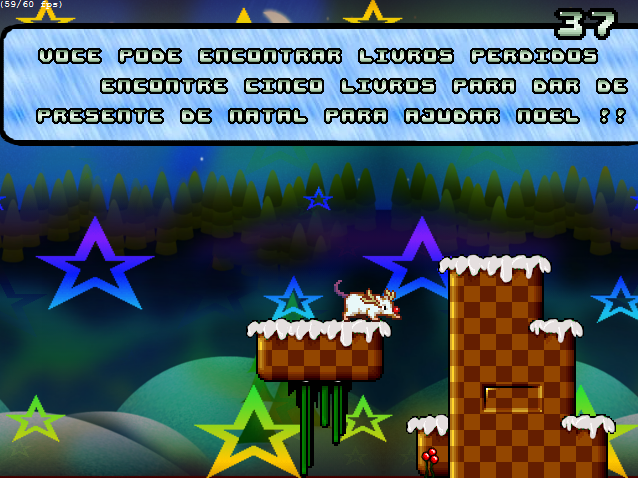 (59/60 fps)
37
VOCE PODE ENCONTRAR LIVROS PERDIDOS
ENCONTRE CINCO LIVROS PARA DAR DE
PRESENTE DE NATAL PARA AJUDAR NOEL !!